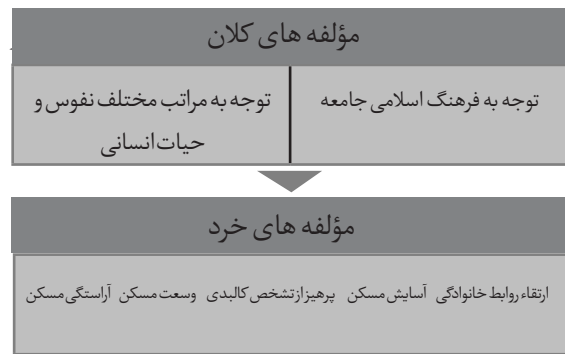 مؤلفه های کلان
توجه به فرهنگ اسلامی جامعه
توجه به مراتب مختلف نفوس و
حیات انسانی
مؤلفه های خرد
ارتقاء روابط خانوادگی آسایش مسکن پرهیز از تشخص کالبدی وسعت مسکن آراستگی مسکن